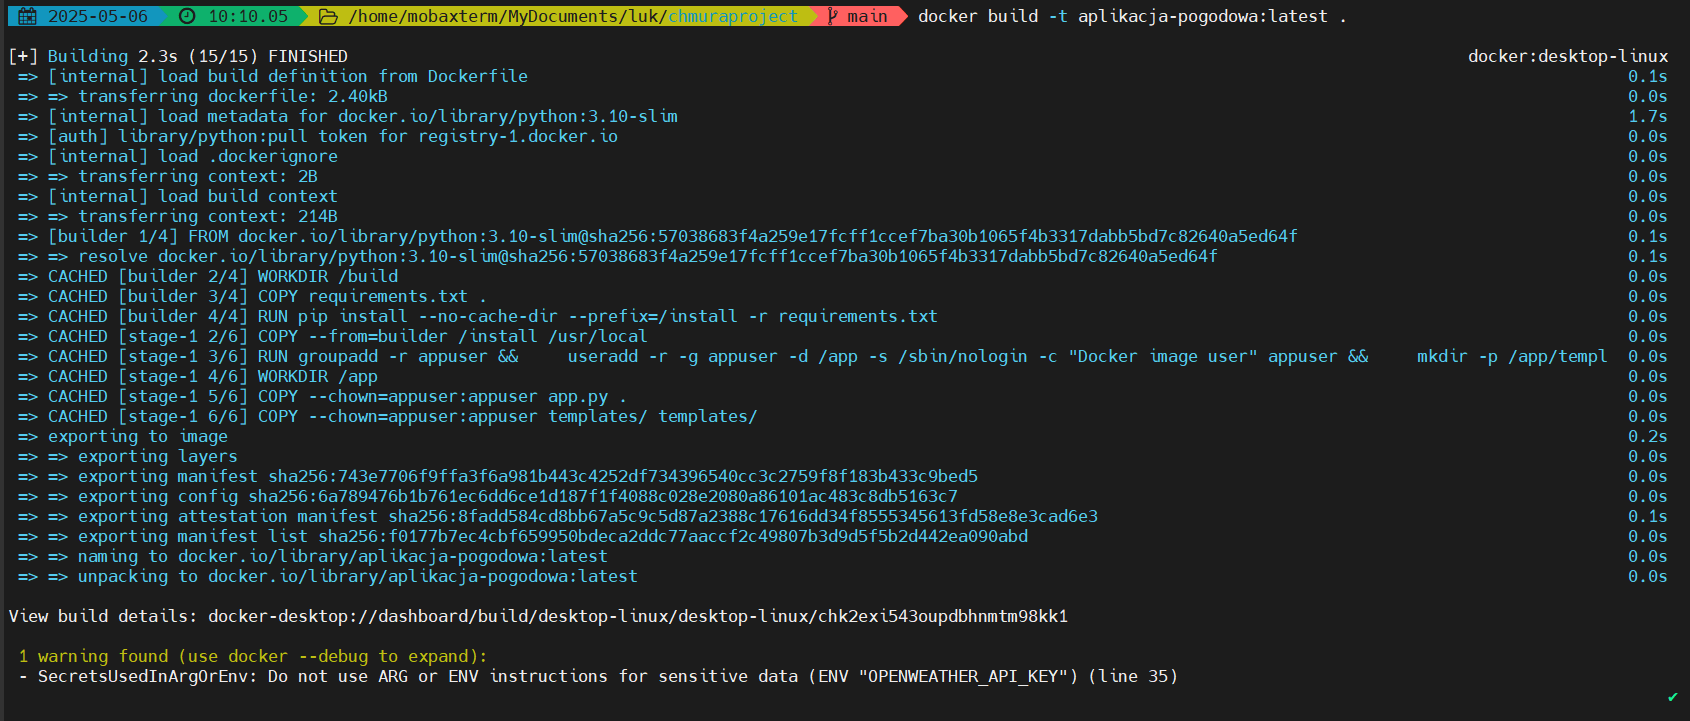 2025-05-06 10:10.05 /home/mobaxterm/MyDocuments/luk/chmuraproject main docker build -t aplikacja-pogodowa:latest .
[+] Building 2.3s (15/15) FINISHED docker:desktop-linux
=> [internal] load build definition from Dockerfile 0.1s
=> => transferring dockerfile: 2.40kB 0.0s
=> [internal] load metadata for docker.io/library/python:3.10-slim 1.7s
=> [auth] library/python:pull token for registry-1.docker.io 0.0s
=> [internal] load .dockerignore 0.0s
=> => transferring context: 2B 0.0s
=> [internal] load build context 0.0s
=> => transferring context: 214B 0.0s
=> [builder 1/4] FROM docker.io/library/python:3.10-slim@sha256:57038683f4a259e17fcff1ccef7ba30b1065f4b3317dabb5bd7c82640a5ed64f 0.1s
=> => resolve docker.io/library/python:3.10-slim@sha256:57038683f4a259e17fcff1ccef7ba30b1065f4b3317dabb5bd7c82640a5ed64f 0.1s
=> CACHED [builder 2/4] WORKDIR /build 0.0s
=> CACHED [builder 3/4] COPY requirements.txt . 0.0s
=> CACHED [builder 4/4] RUN pip install --no-cache-dir --prefix=/install -r requirements.txt 0.0s
=> CACHED [stage-1 2/6] COPY --from=builder /install /usr/local 0.0s
=> CACHED [stage-1 3/6] RUN groupadd -r appuser &&     useradd -r -g appuser -d /app -s /sbin/nologin -c "Docker image user" appuser &&     mkdir -p /app/templ 0.0s
=> CACHED [stage-1 4/6] WORKDIR /app 0.0s
=> CACHED [stage-1 5/6] COPY --chown=appuser:appuser app.py . 0.0s
=> CACHED [stage-1 6/6] COPY --chown=appuser:appuser templates/ templates/ 0.0s
=> exporting to image 0.2s
=> => exporting layers 0.0s
=> => exporting manifest sha256:743e7706f9ffa3f6a981b443c4252df734396540cc3c2759f8f183b433c9bed5 0.0s
=> => exporting config sha256:6a789476b1b761ec6dd6ce1d187f1f4088c028e2080a86101ac483c8db5163c7 0.0s
=> => exporting attestation manifest sha256:8fadd584cd8bb67a5c9c5d87a2388c17616dd34f8555345613fd58e8e3cad6e3 0.1s
=> => exporting manifest list sha256:f0177b7ec4cbf659950bdeca2ddc77aaccf2c49807b3d9d5f5b2d442ea090abd 0.0s
=> => naming to docker.io/library/aplikacja-pogodowa:latest 0.0s
=> => unpacking to docker.io/library/aplikacja-pogodowa:latest 0.0s
View build details: docker-desktop://dashboard/build/desktop-linux/desktop-linux/chk2exi543oupdbhnmtm98kk1
1 warning found (use docker --debug to expand):
- SecretsUsedInArgOrEnv: Do not use ARG or ENV instructions for sensitive data (ENV "OPENWEATHER_API_KEY") (line 35)
✔